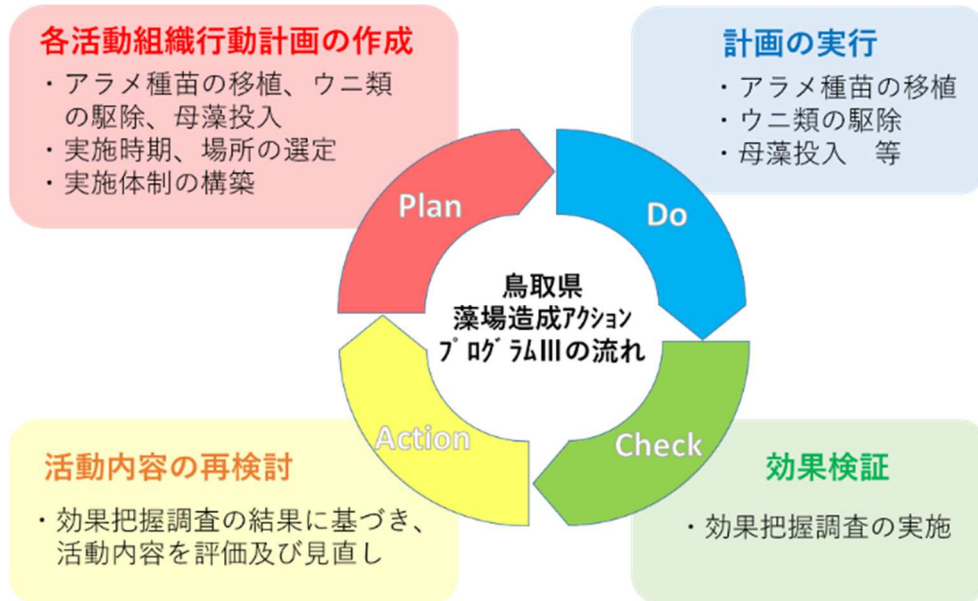 各活動組織行動計画の作成
・アラメ種苗の移植、ウニ類
の駆除、母藻投入
・実施時期、場所の選定
・実施体制の構築
計画の実行
・アラメ種苗の移植
・ウニ類の駆除
・母藻投入　等
Plan
Do
鳥取県
藻場造成ｱｸｼｮﾝ
ﾌﾟﾛｸﾞﾗﾑⅢの流れ
Action
Check
活動内容の再検討
・効果把握調査の結果に基づき、
活動内容を評価及び見直し
効果検証
・効果把握調査の実施